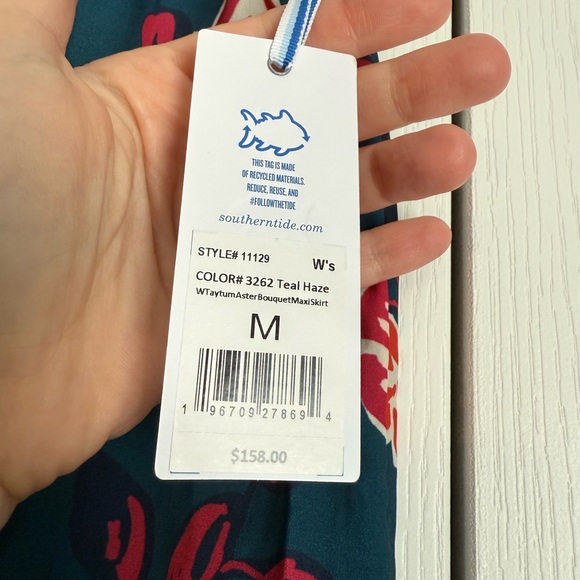 THIS TAG IS MADE
OF RECYCLED MATERIALS.
REDUCE, REUSE, AND
#FOLLOWTHETIDE
southerntide.com
STYLE# 11129 W's
COLOR# 3262 Teal Haze
WTaytumAsterBouquetMaxiSkirt
M
1 96709 27869 4
$158.00